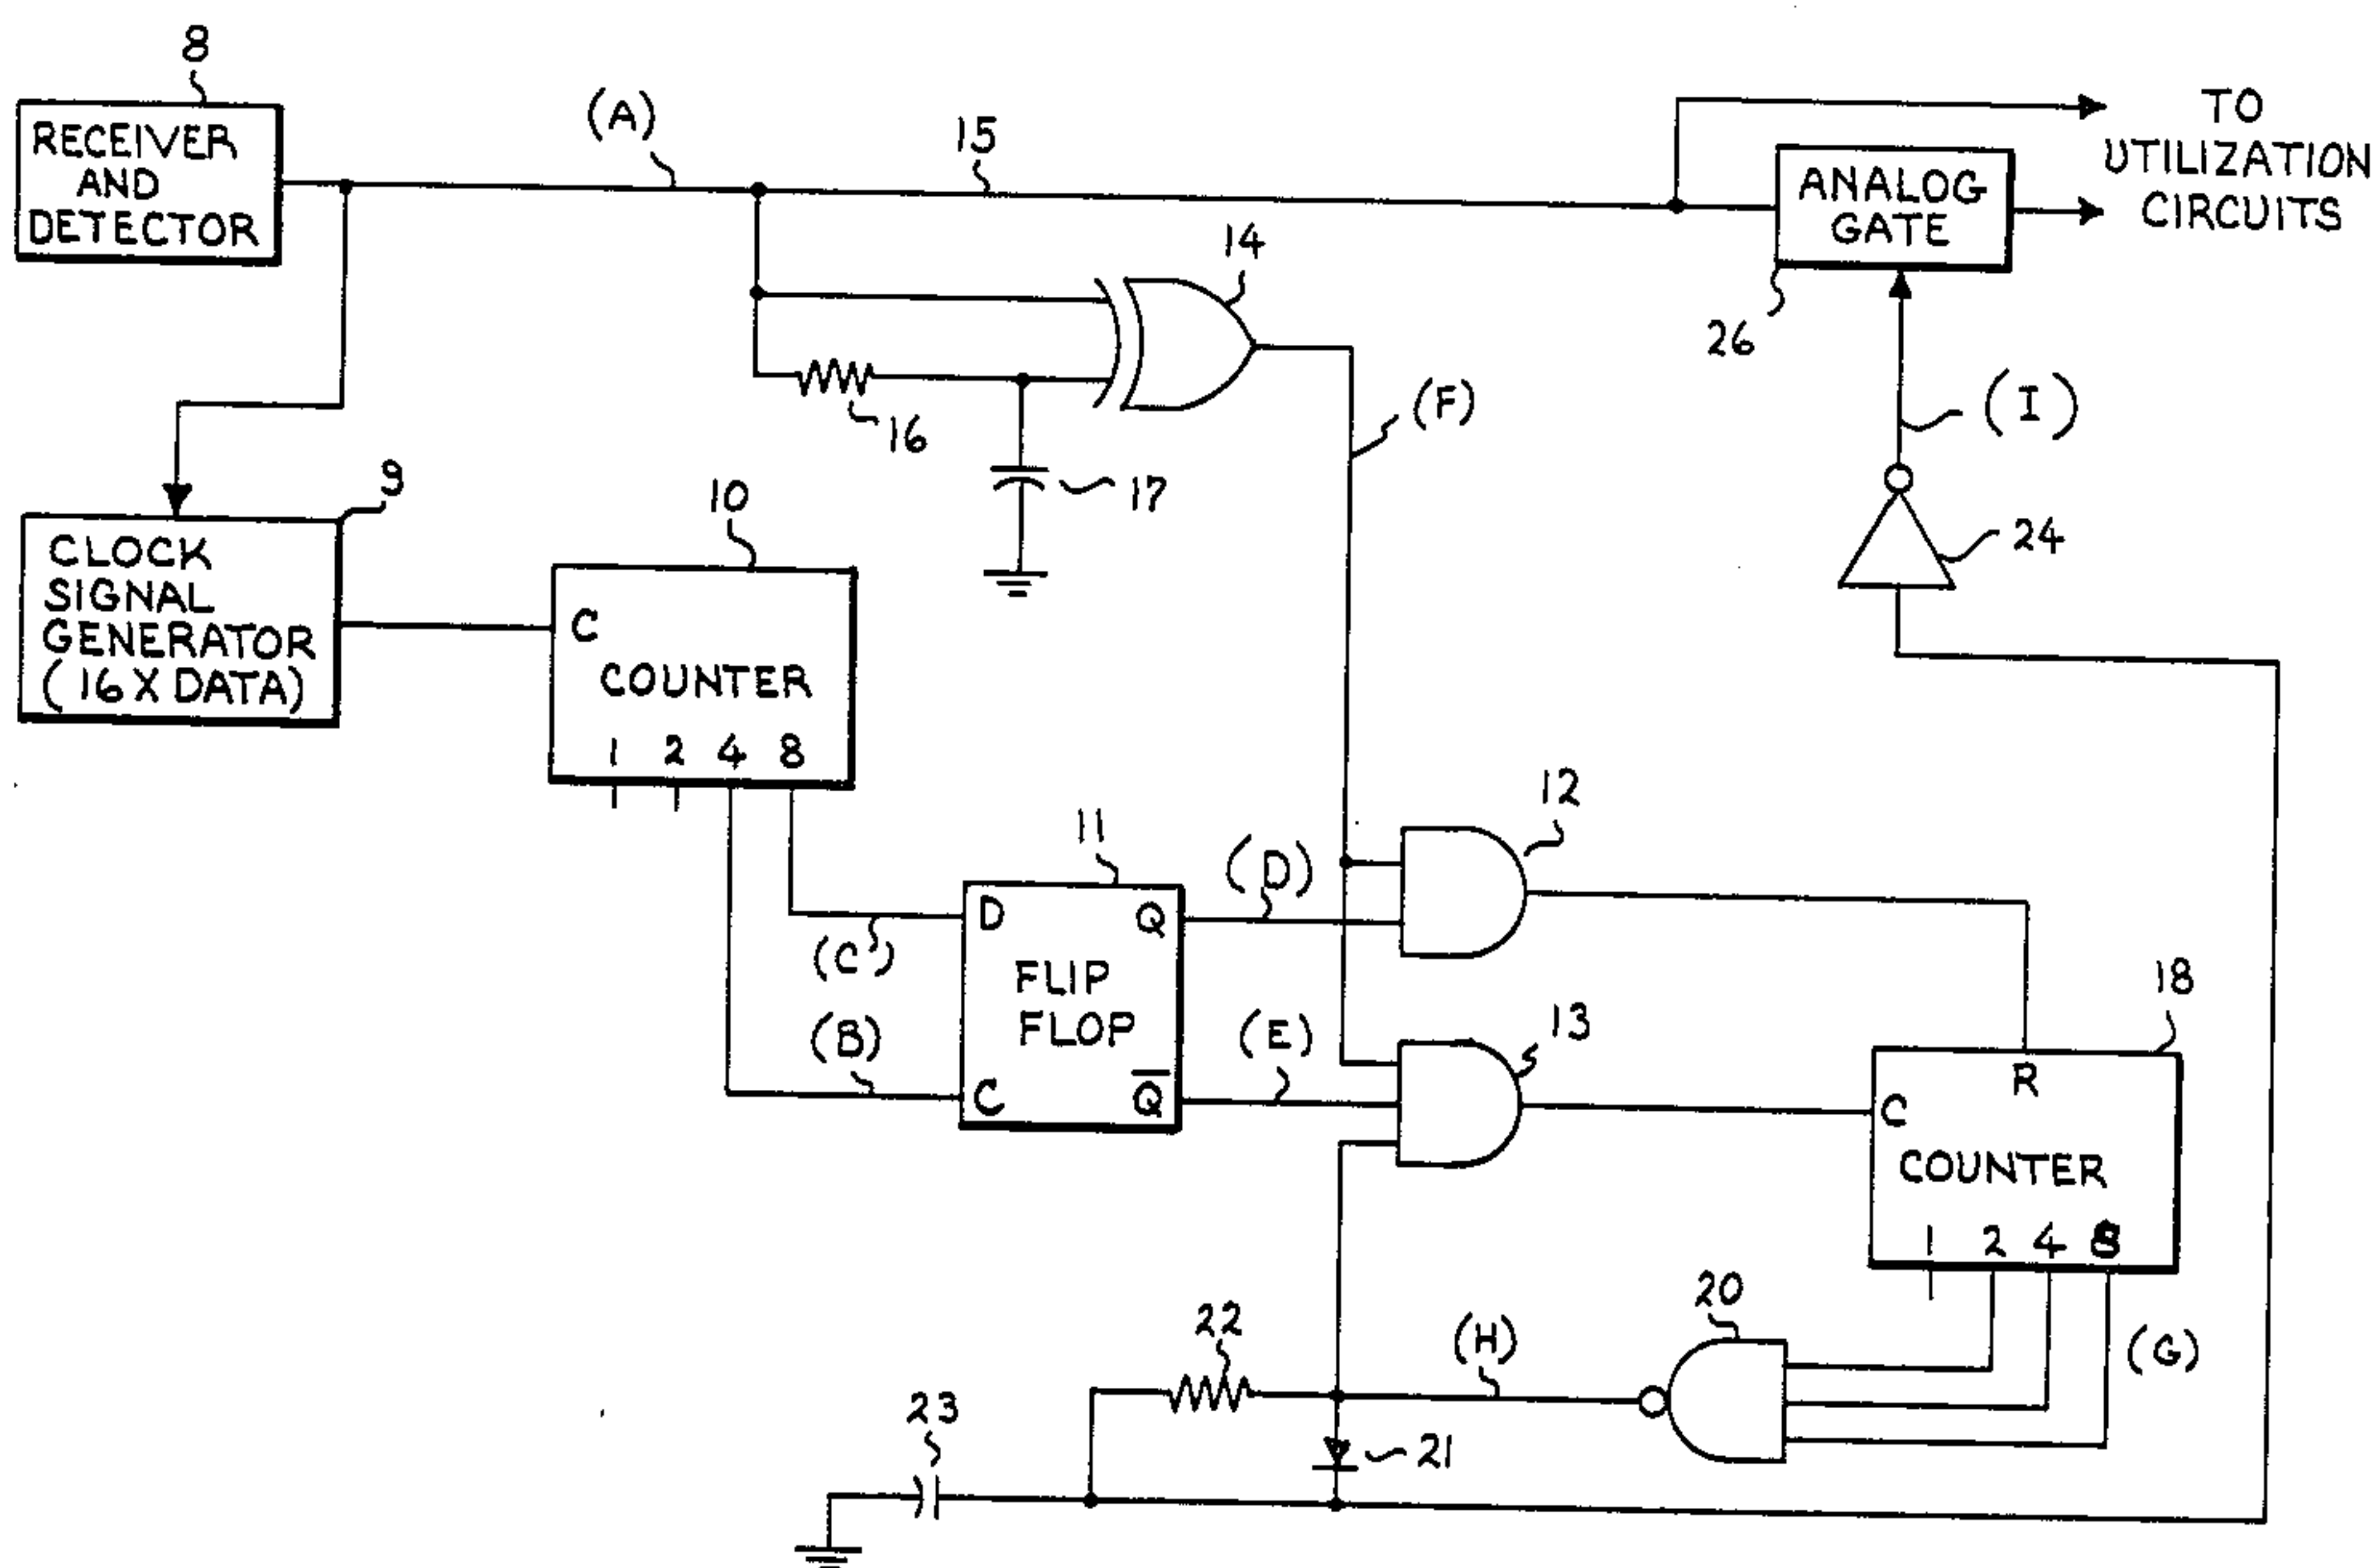 8
RECEIVER
AND
DETECTOR
(A)
15
TO
UTILIZATION
CIRCUITS
ANALOG
GATE
26
14
16
17
(F)
(I)
24
9
CLOCK
SIGNAL
GENERATOR
(16 X DATA)
10
C
COUNTER
1 2 4 8
11
D Q
FLIP
FLOP
C Q̅
(C)
(B)
(D)
(E)
12
13
18
R
C
COUNTER
1 2 4 8
20
(G)
(H)
22
23
21